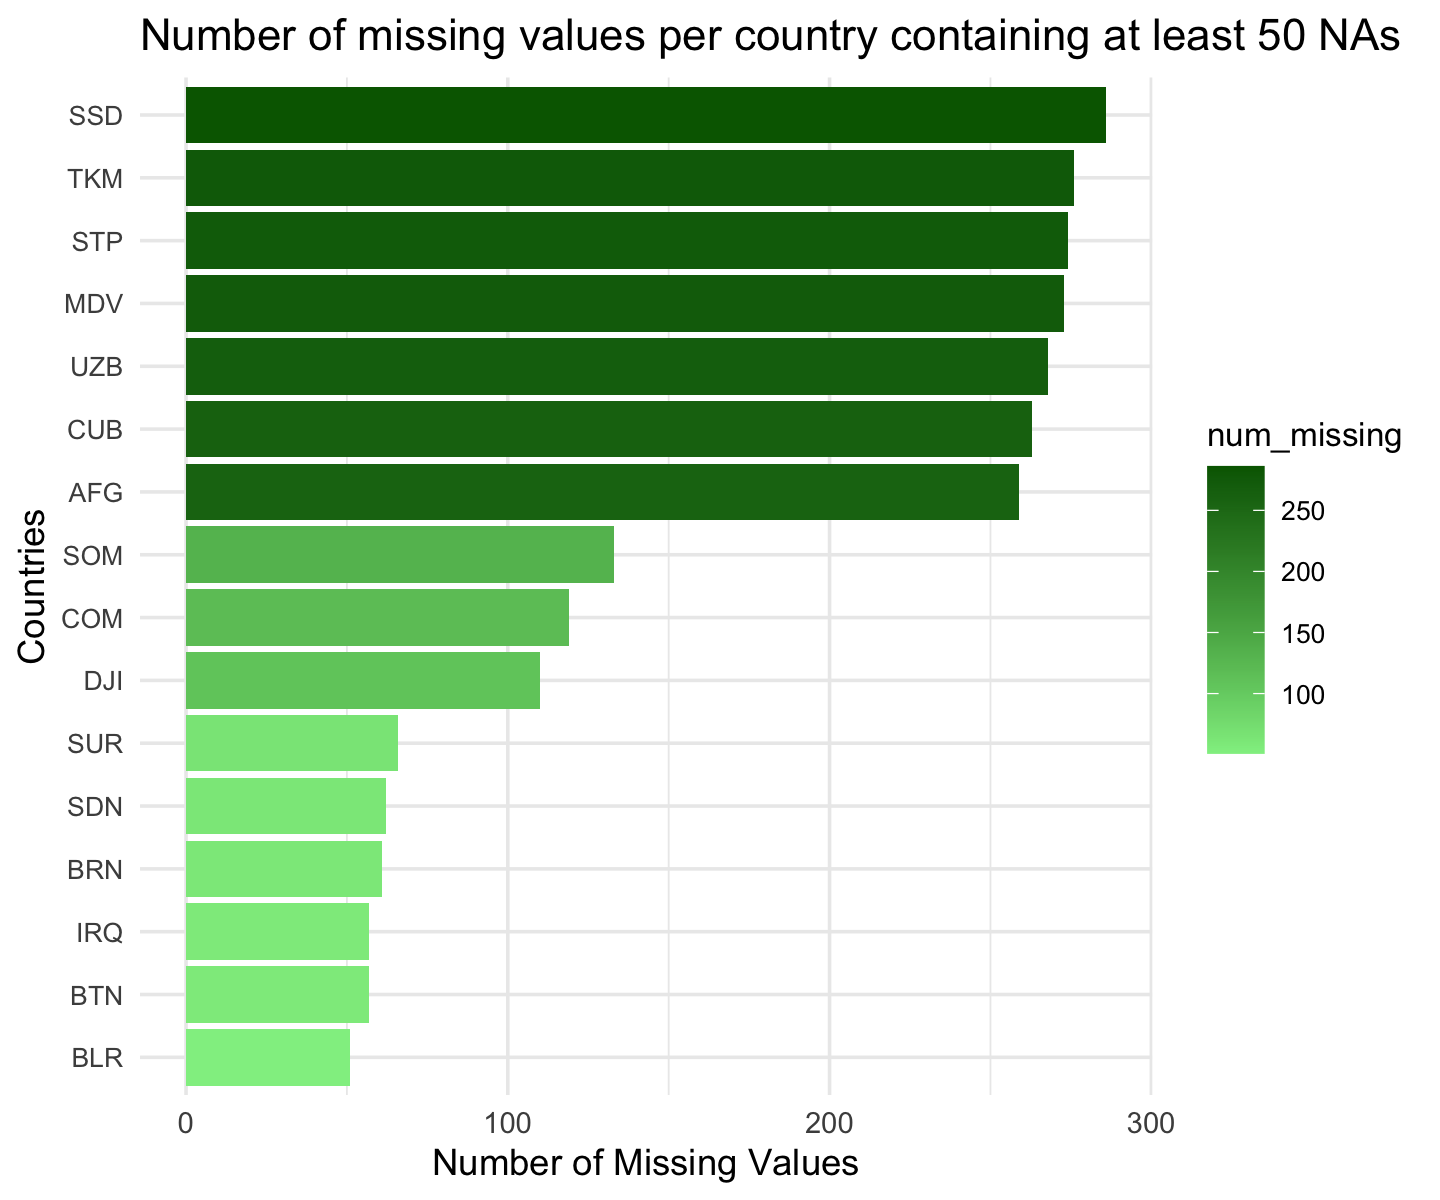 Number of missing values per country containing at least 50 NAs
SSD
TKM
STP
MDV
UZB
CUB
AFG
SOM
COM
DJI
SUR
SDN
BRN
IRQ
BTN
BLR
Countries
0 100 200 300
Number of Missing Values
num_missing
250
200
150
100